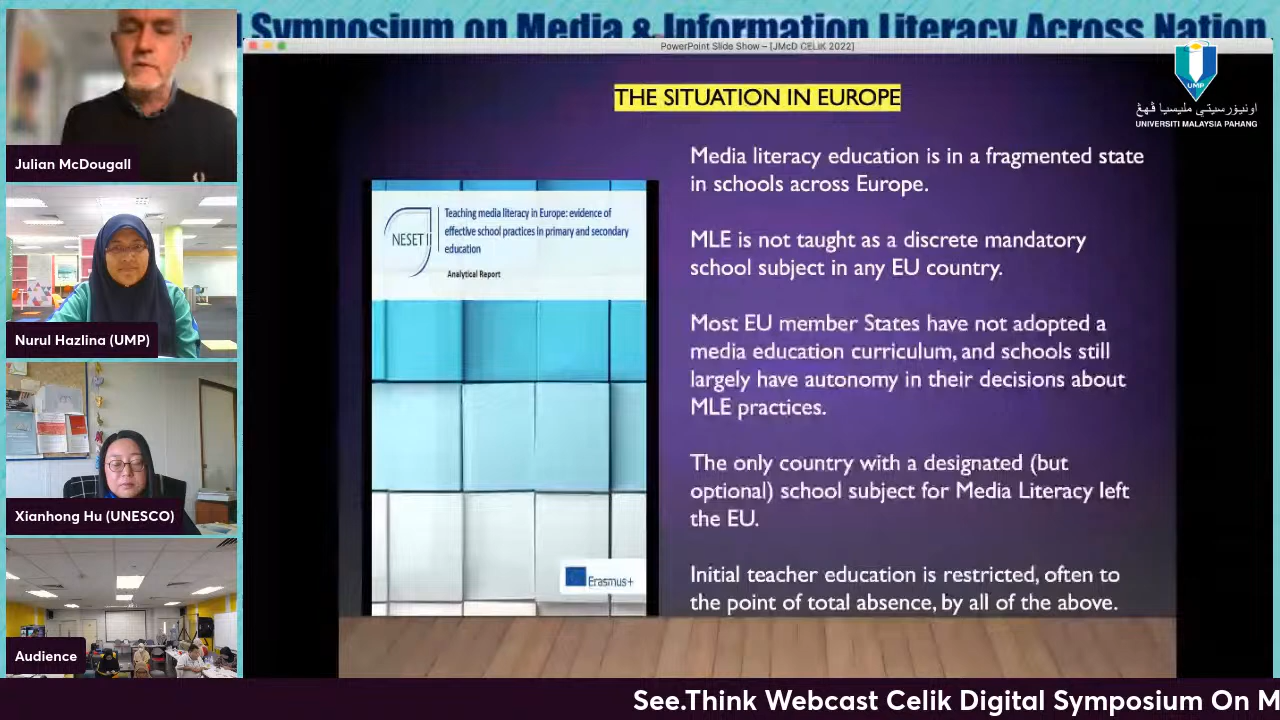 Symposium on Media & Information Literacy Across Nation
PowerPoint Slide Show – [JMcD CELIK 2022]
UMP
اونيۏرسيتي مليسيا ڤهڠ
UNIVERSITI MALAYSIA PAHANG
THE SITUATION IN EUROPE
Media literacy education is in a fragmented state
in schools across Europe.
MLE is not taught as a discrete mandatory
school subject in any EU country.
Most EU member States have not adopted a
media education curriculum, and schools still
largely have autonomy in their decisions about
MLE practices.
The only country with a designated (but
optional) school subject for Media Literacy left
the EU.
Initial teacher education is restricted, often to
the point of total absence, by all of the above.
NESET II
Teaching media literacy in Europe: evidence of
effective school practices in primary and secondary
education
Analytical Report
Erasmus+
Julian McDougall
Nurul Hazlina (UMP)
Xianhong Hu (UNESCO)
Audience
See.Think Webcast Celik Digital Symposium On M